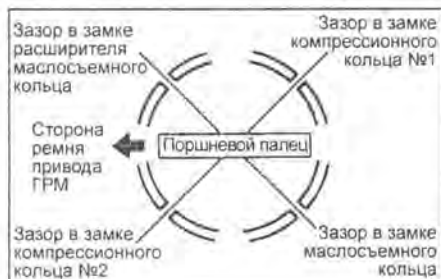 Зазор в замке
расширителя
маслосъемного
кольца
Зазор в замке
компрессионного
кольца №1
Сторона
ремня
привода
ГРМ
Поршневой палец
Зазор в замке
компрессионного
кольца №2
Зазор в замке
маслосъемного
кольца